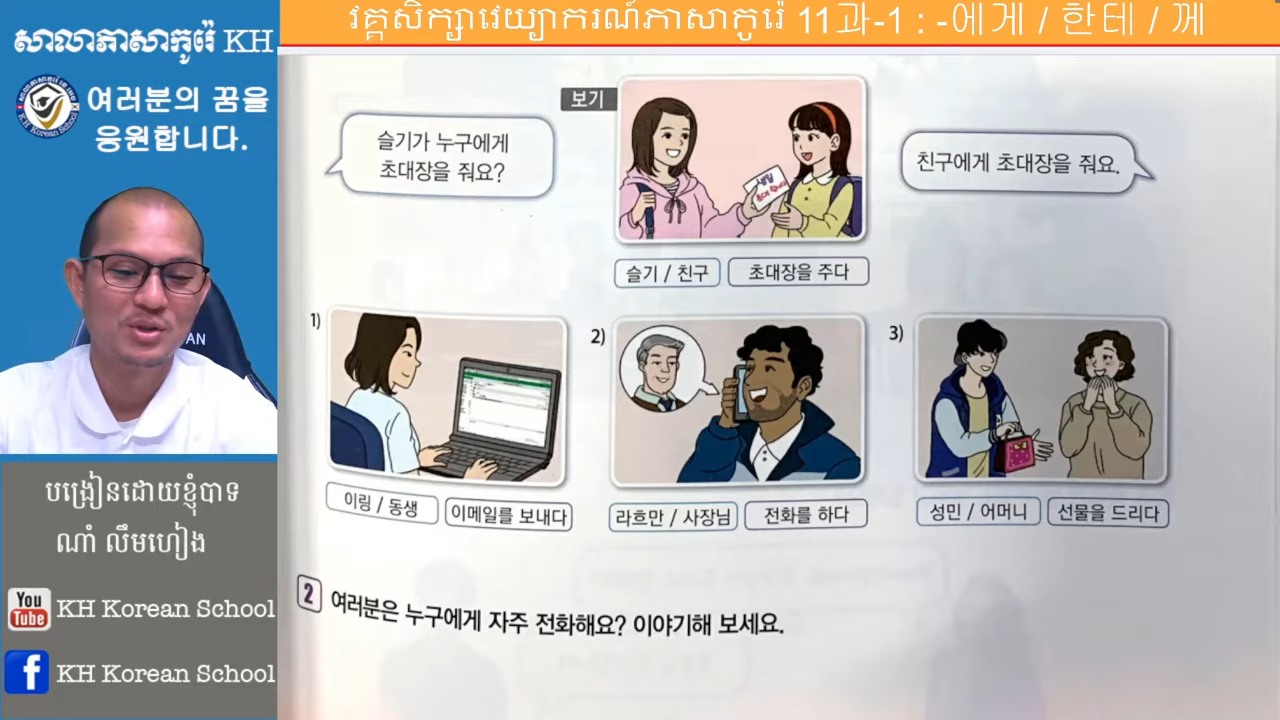 វគ្គសិក្សាវេយ្យាករណ៍ភាសាកូរ៉េ 11과-1 : -에게 / 한테 / 께
សាលាភាសាកូរ៉េ KH
여러분의 꿈을
응원합니다.
បង្រៀនដោយខ្ញុំបាទ
ណាំ លឹមហៀង
You
Tube
KH Korean School
f
KH Korean School
보기
슬기가 누구에게
초대장을 줘요?
친구에게 초대장을 줘요.
슬기 / 친구
초대장을 주다
1)
이링 / 동생
이메일를 보내다
2)
라흐만 / 사장님
전화를 하다
3)
성민 / 어머니
선물을 드리다
2 여러분은 누구에게 자주 전화해요? 이야기해 보세요.